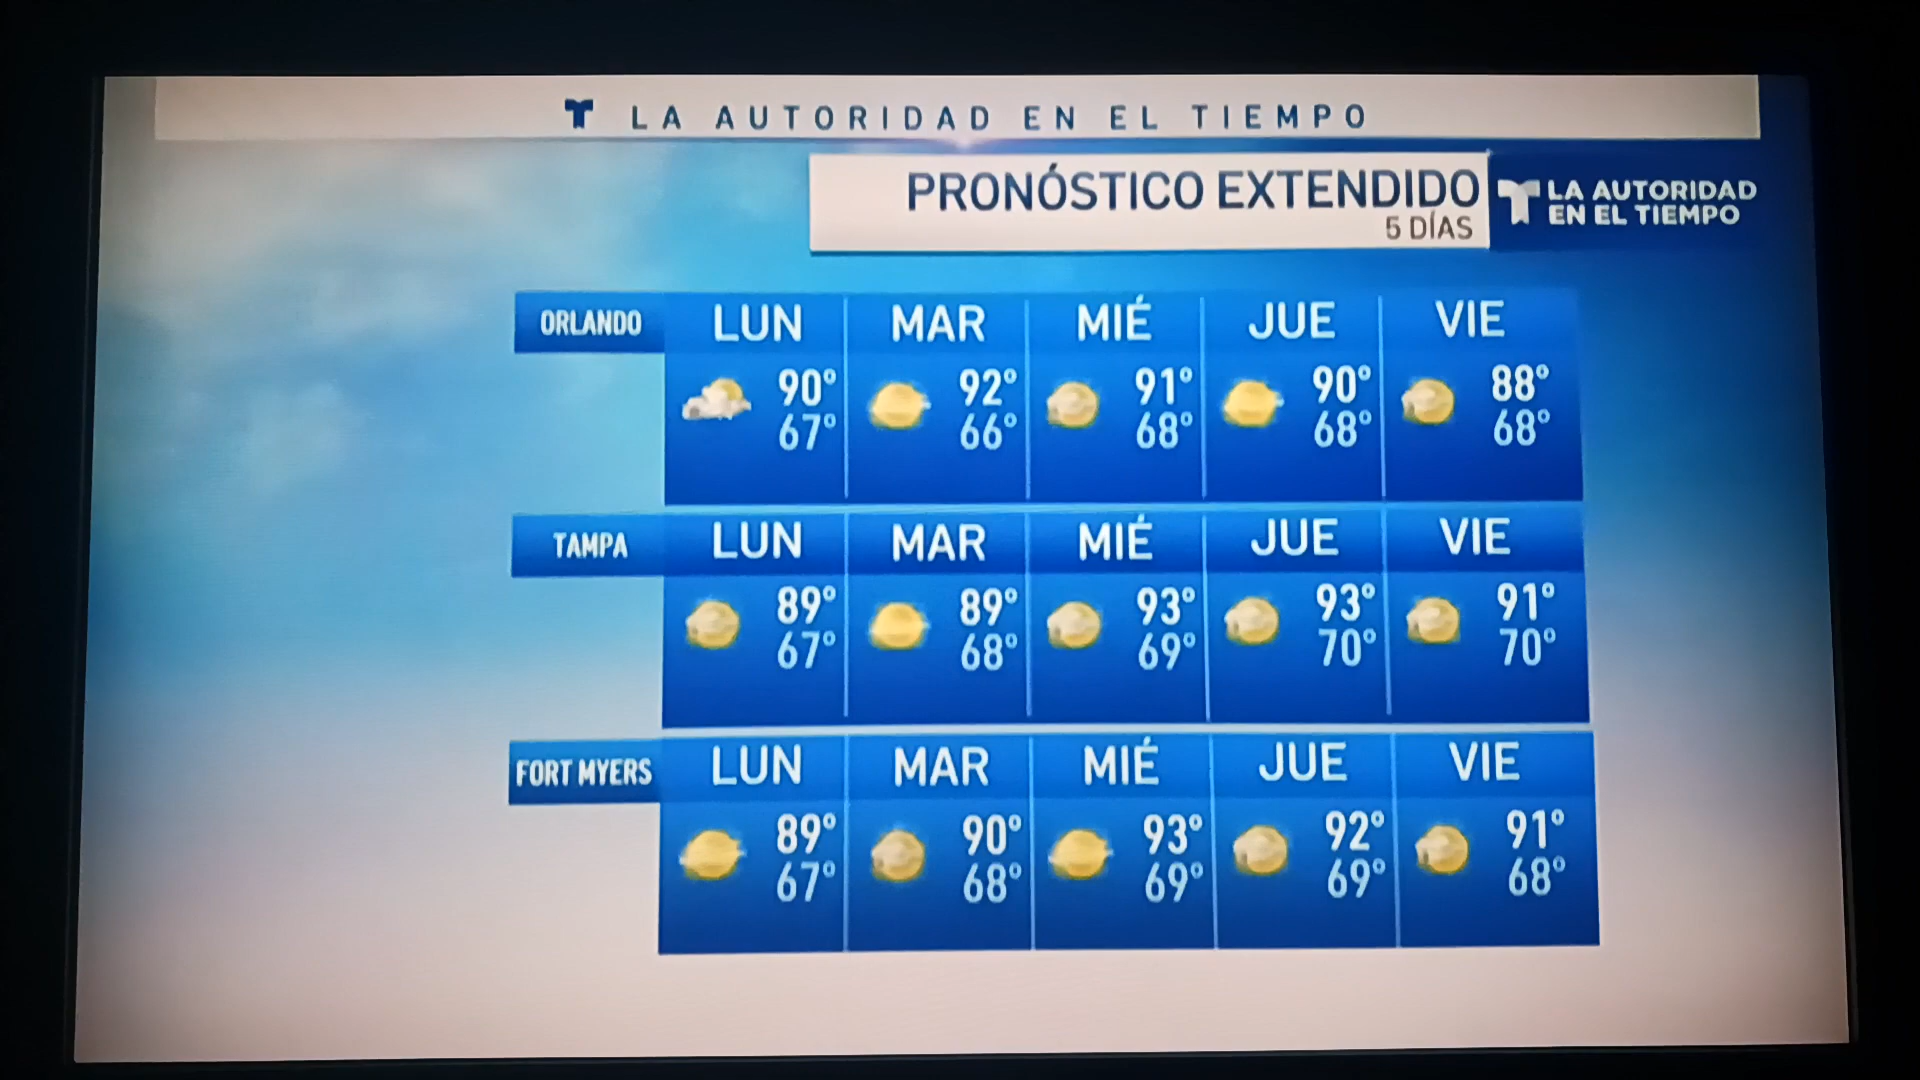 LA AUTORIDAD EN EL TIEMPO
PRONÓSTICO EXTENDIDO
5 DÍAS
LA AUTORIDAD
EN EL TIEMPO
ORLANDO LUN MAR MIÉ JUE VIE
90° 92° 91° 90° 88°
67° 66° 68° 68° 68°
TAMPA LUN MAR MIÉ JUE VIE
89° 89° 93° 93° 91°
67° 68° 69° 70° 70°
FORT MYERS LUN MAR MIÉ JUE VIE
89° 90° 93° 92° 91°
67° 68° 69° 69° 68°